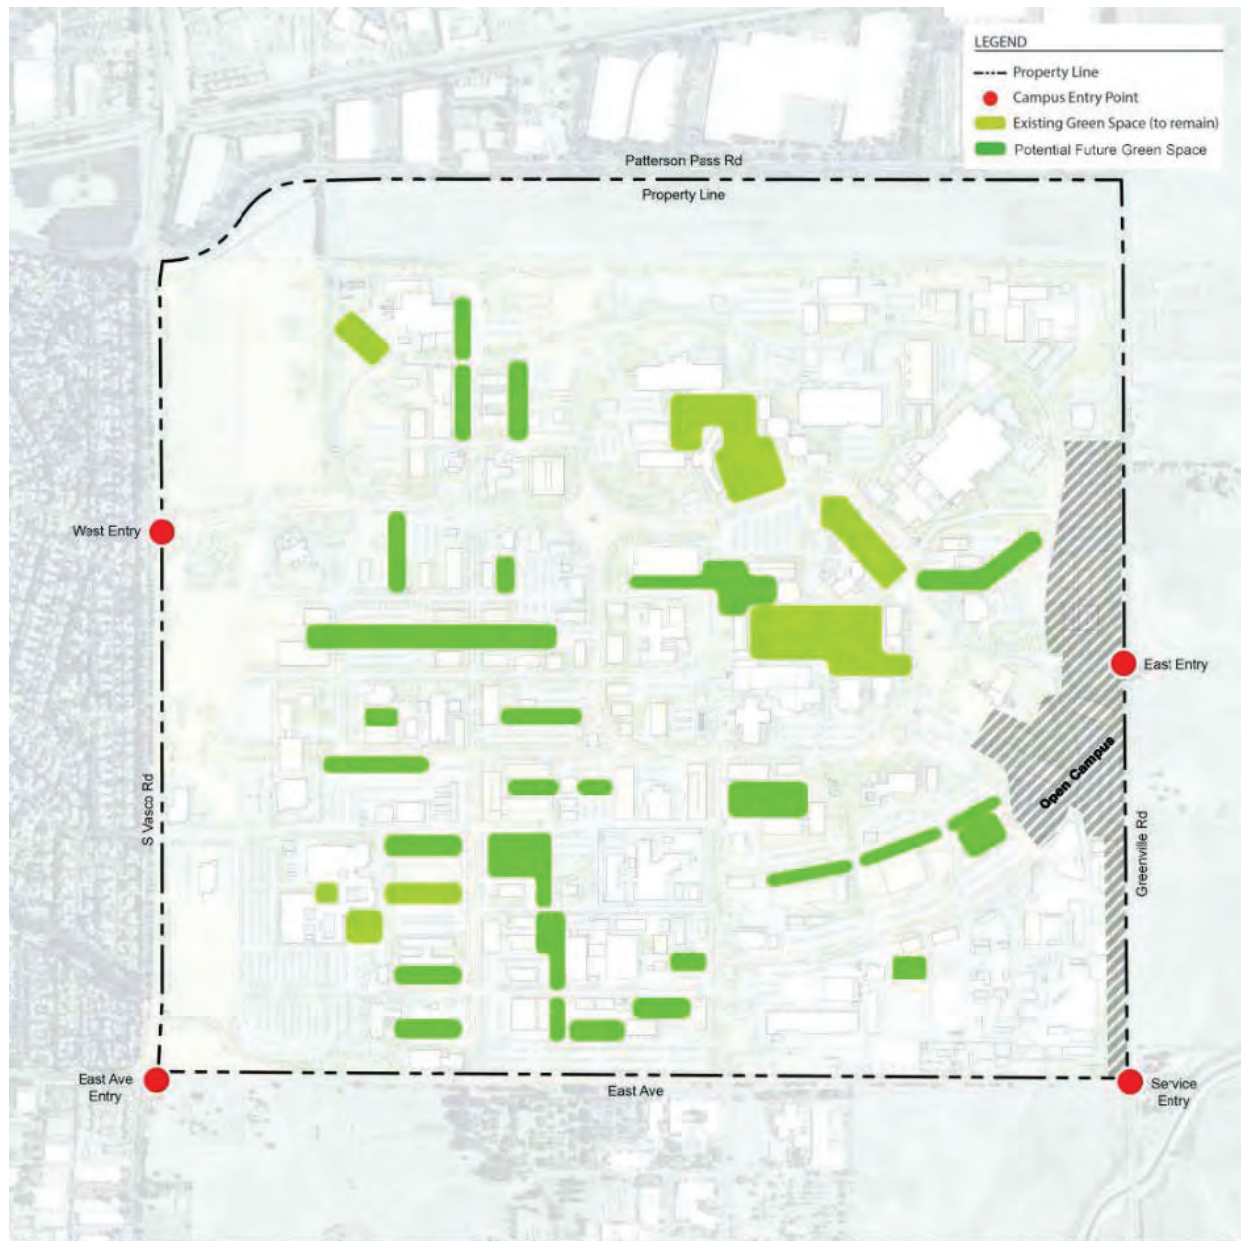 LEGEND
Property Line
Campus Entry Point
Existing Green Space (to remain)
Potential Future Green Space
Patterson Pass Rd
Property Line
West Entry
East Entry
Open Campus
S Vasco Rd
Greenville Rd
East Ave
Entry
East Ave
Service
Entry